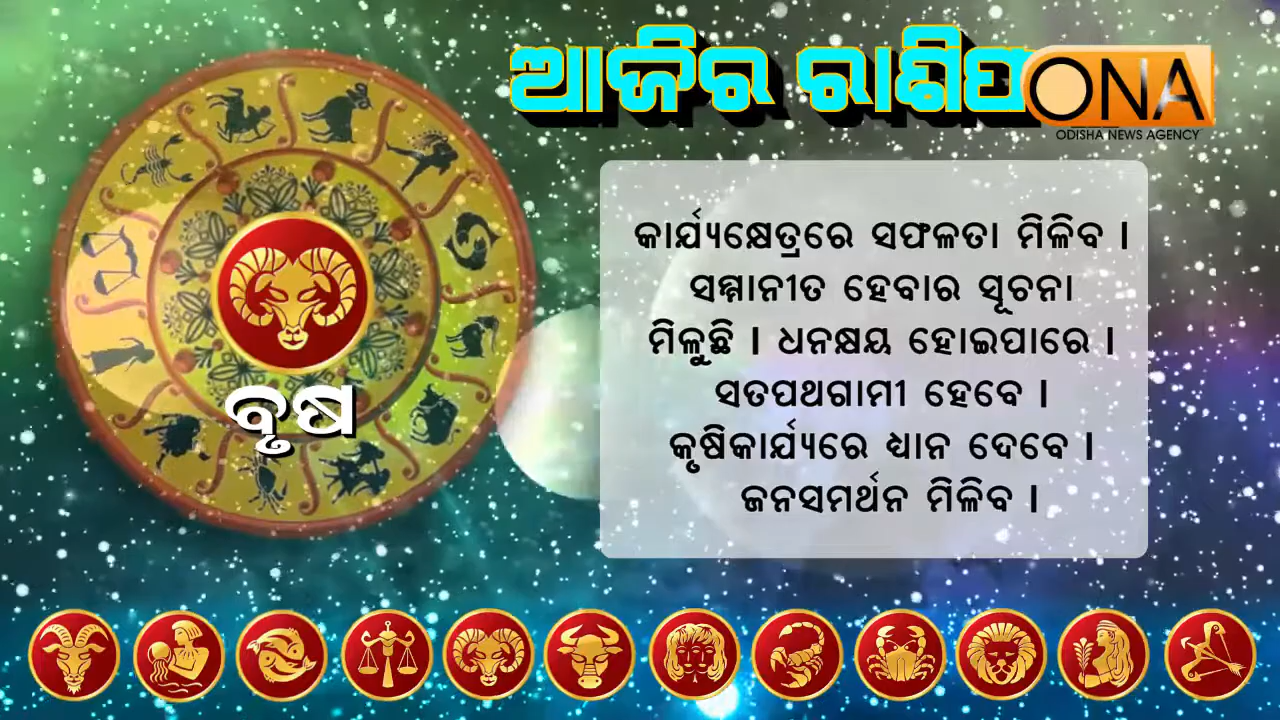 ଆଜିର ରାଶିଫ
ONA
ODISHA NEWS AGENCY
କାର୍ଯ୍ୟକ୍ଷେତ୍ରରେ ସଫଳତା ମିଳିବ ।
ସମ୍ମାନୀତ ହେବାର ସୂଚନା
ମିଳୁଛି । ଧନକ୍ଷୟ ହୋଇପାରେ ।
ସତପଥଗାମୀ ହେବେ ।
କୃଷିକାର୍ଯ୍ୟରେ ଧ୍ୟାନ ଦେବେ ।
ଜନସମର୍ଥନ ମିଳିବ ।
ବୃଷ